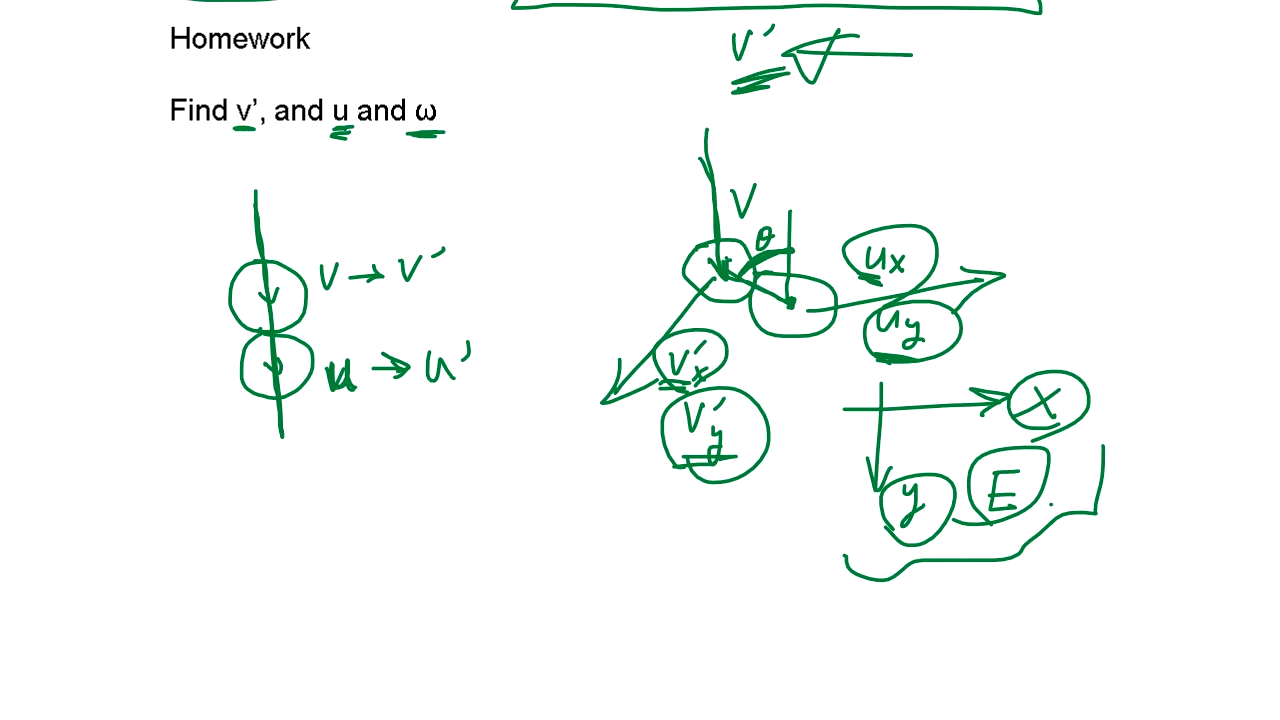 Homework
v′
Find v’, and u and ω
V
θ
V → V′
u → u′
ux
uy
V′x
V′y
x
y
E